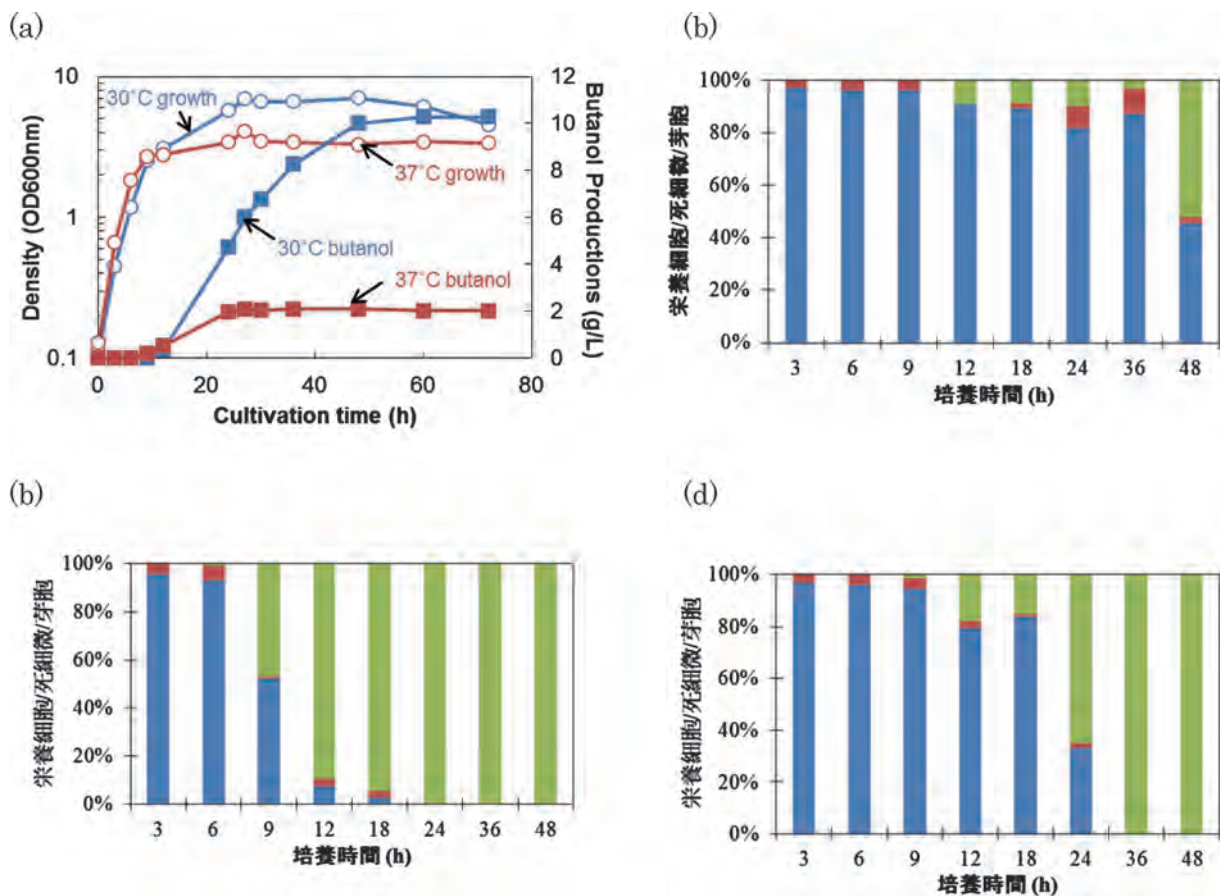 (a)
10
1
0.1
Density (OD600nm)
12
10
8
6
4
2
0
Butanol Productions (g/L)
30°C growth
37°C growth
30°C butanol
37°C butanol
0 20 40 60 80
Cultivation time (h)
(b)
100%
80%
60%
40%
20%
0%
栄養細胞/死細微/芽胞
3 6 9 12 18 24 36 48
培養時間 (h)
(b)
100%
80%
60%
40%
20%
0%
栄養細胞/死細微/芽胞
3 6 9 12 18 24 36 48
培養時間 (h)
(d)
100%
80%
60%
40%
20%
0%
栄養細胞/死細微/芽胞
3 6 9 12 18 24 36 48
培養時間 (h)